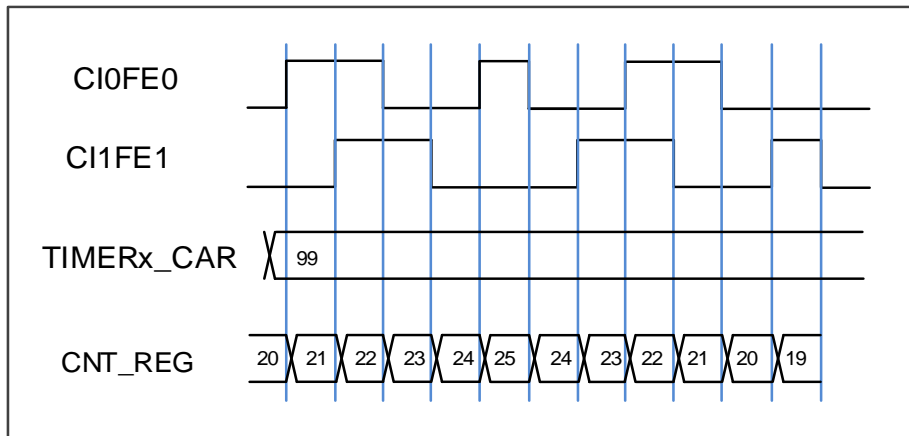 CI0FE0
CI1FE1
TIMERx_CAR 99
CNT_REG 20 21 22 23 24 25 24 23 22 21 20 19